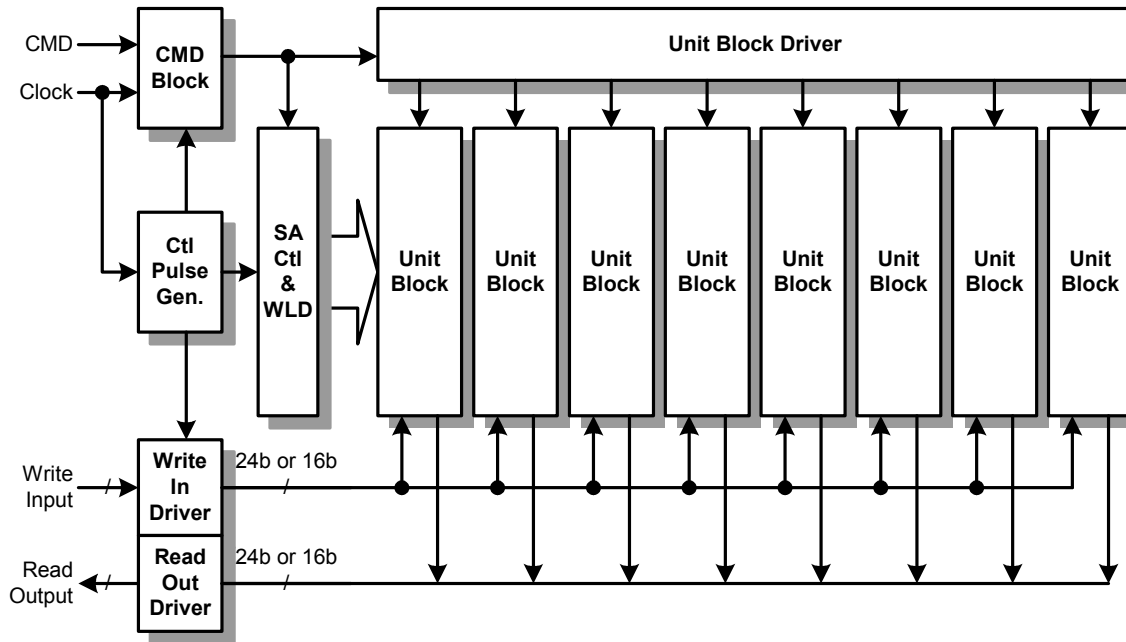 CMD
Clock
CMD
Block
Unit Block Driver
Ctl
Pulse
Gen.
SA
Ctl
&
WLD
Unit
Block
Unit
Block
Unit
Block
Unit
Block
Unit
Block
Unit
Block
Unit
Block
Unit
Block
Write
Input
Write
In
Driver
24b or 16b
Read
Output
Read
Out
Driver
24b or 16b